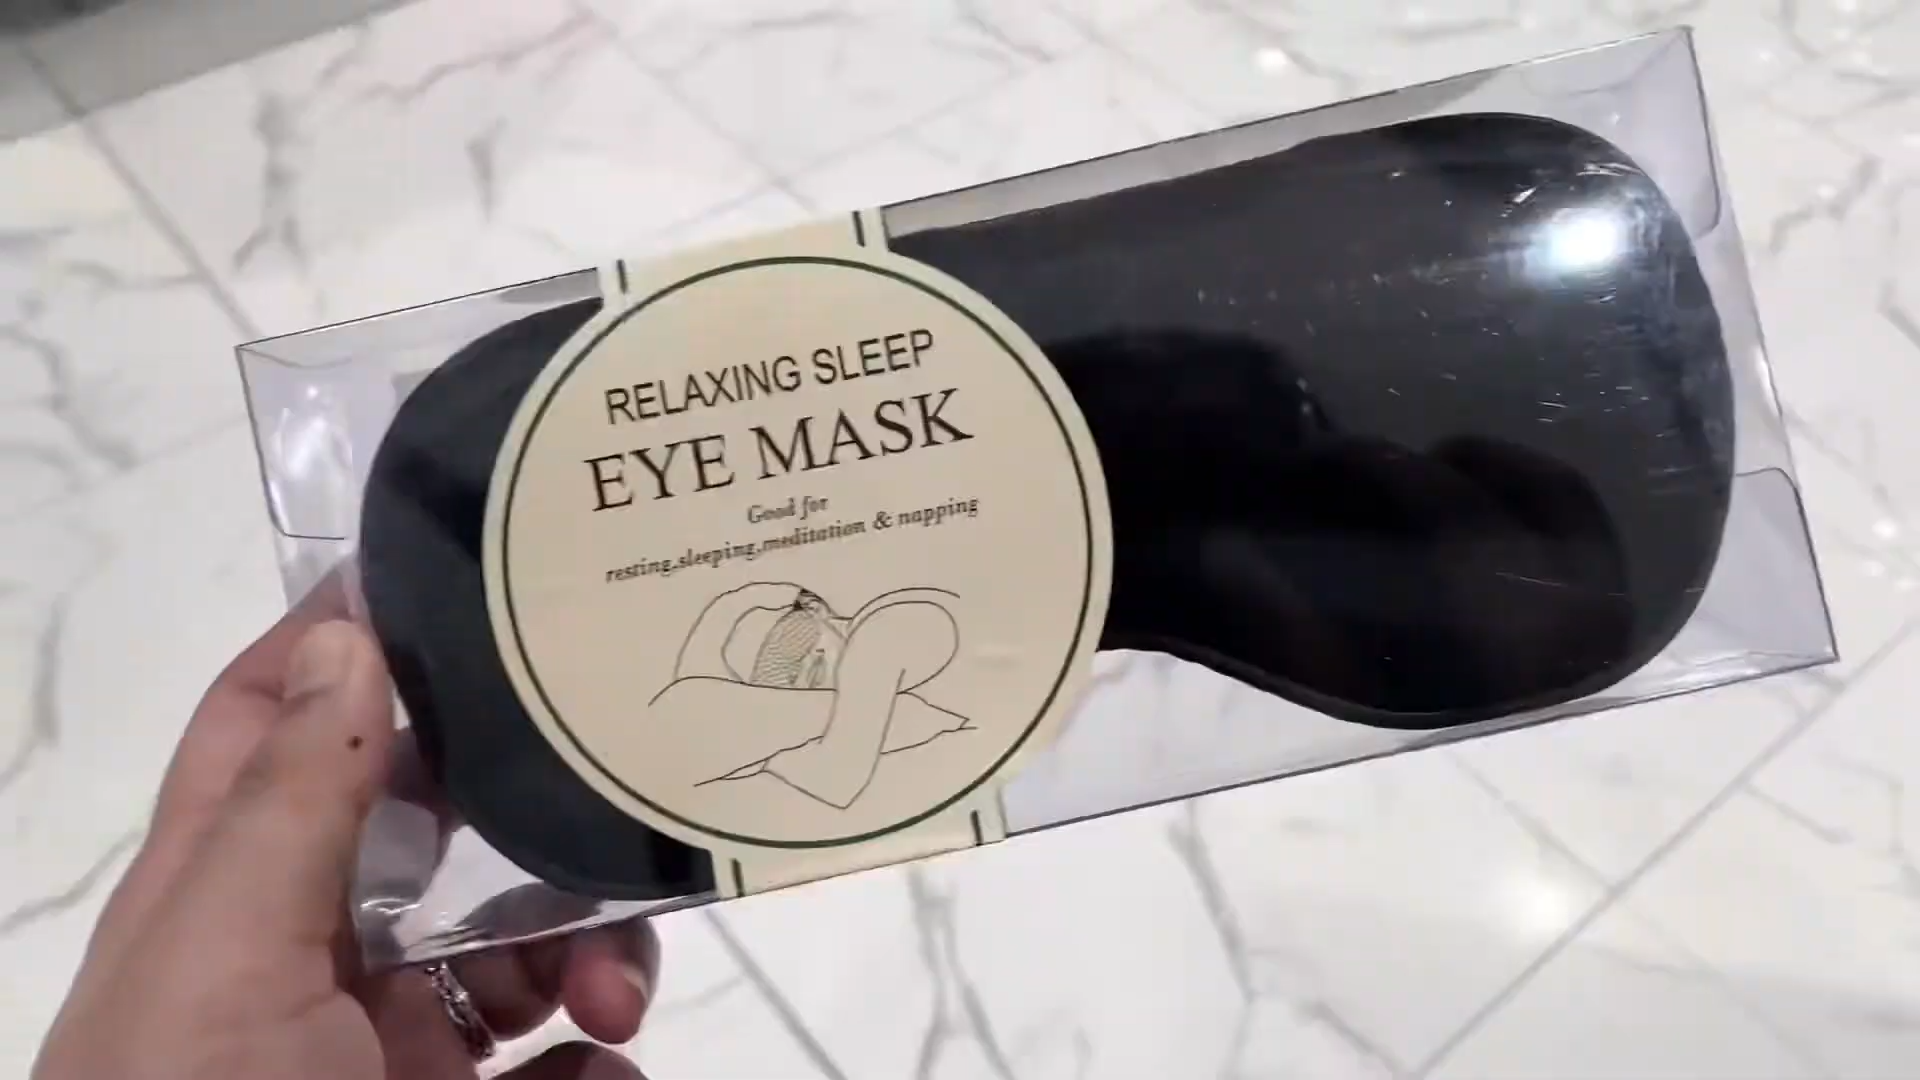 RELAXING SLEEP
EYE MASK
Good for
resting,sleeping,meditation & napping